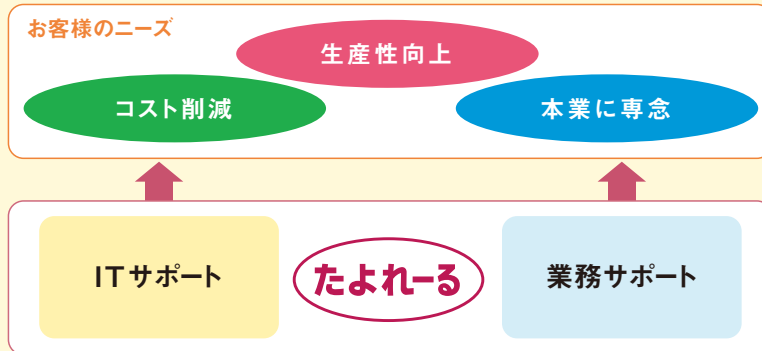 お客様のニーズ
生産性向上
コスト削減
本業に専念
ITサポート
たよれーる
業務サポート